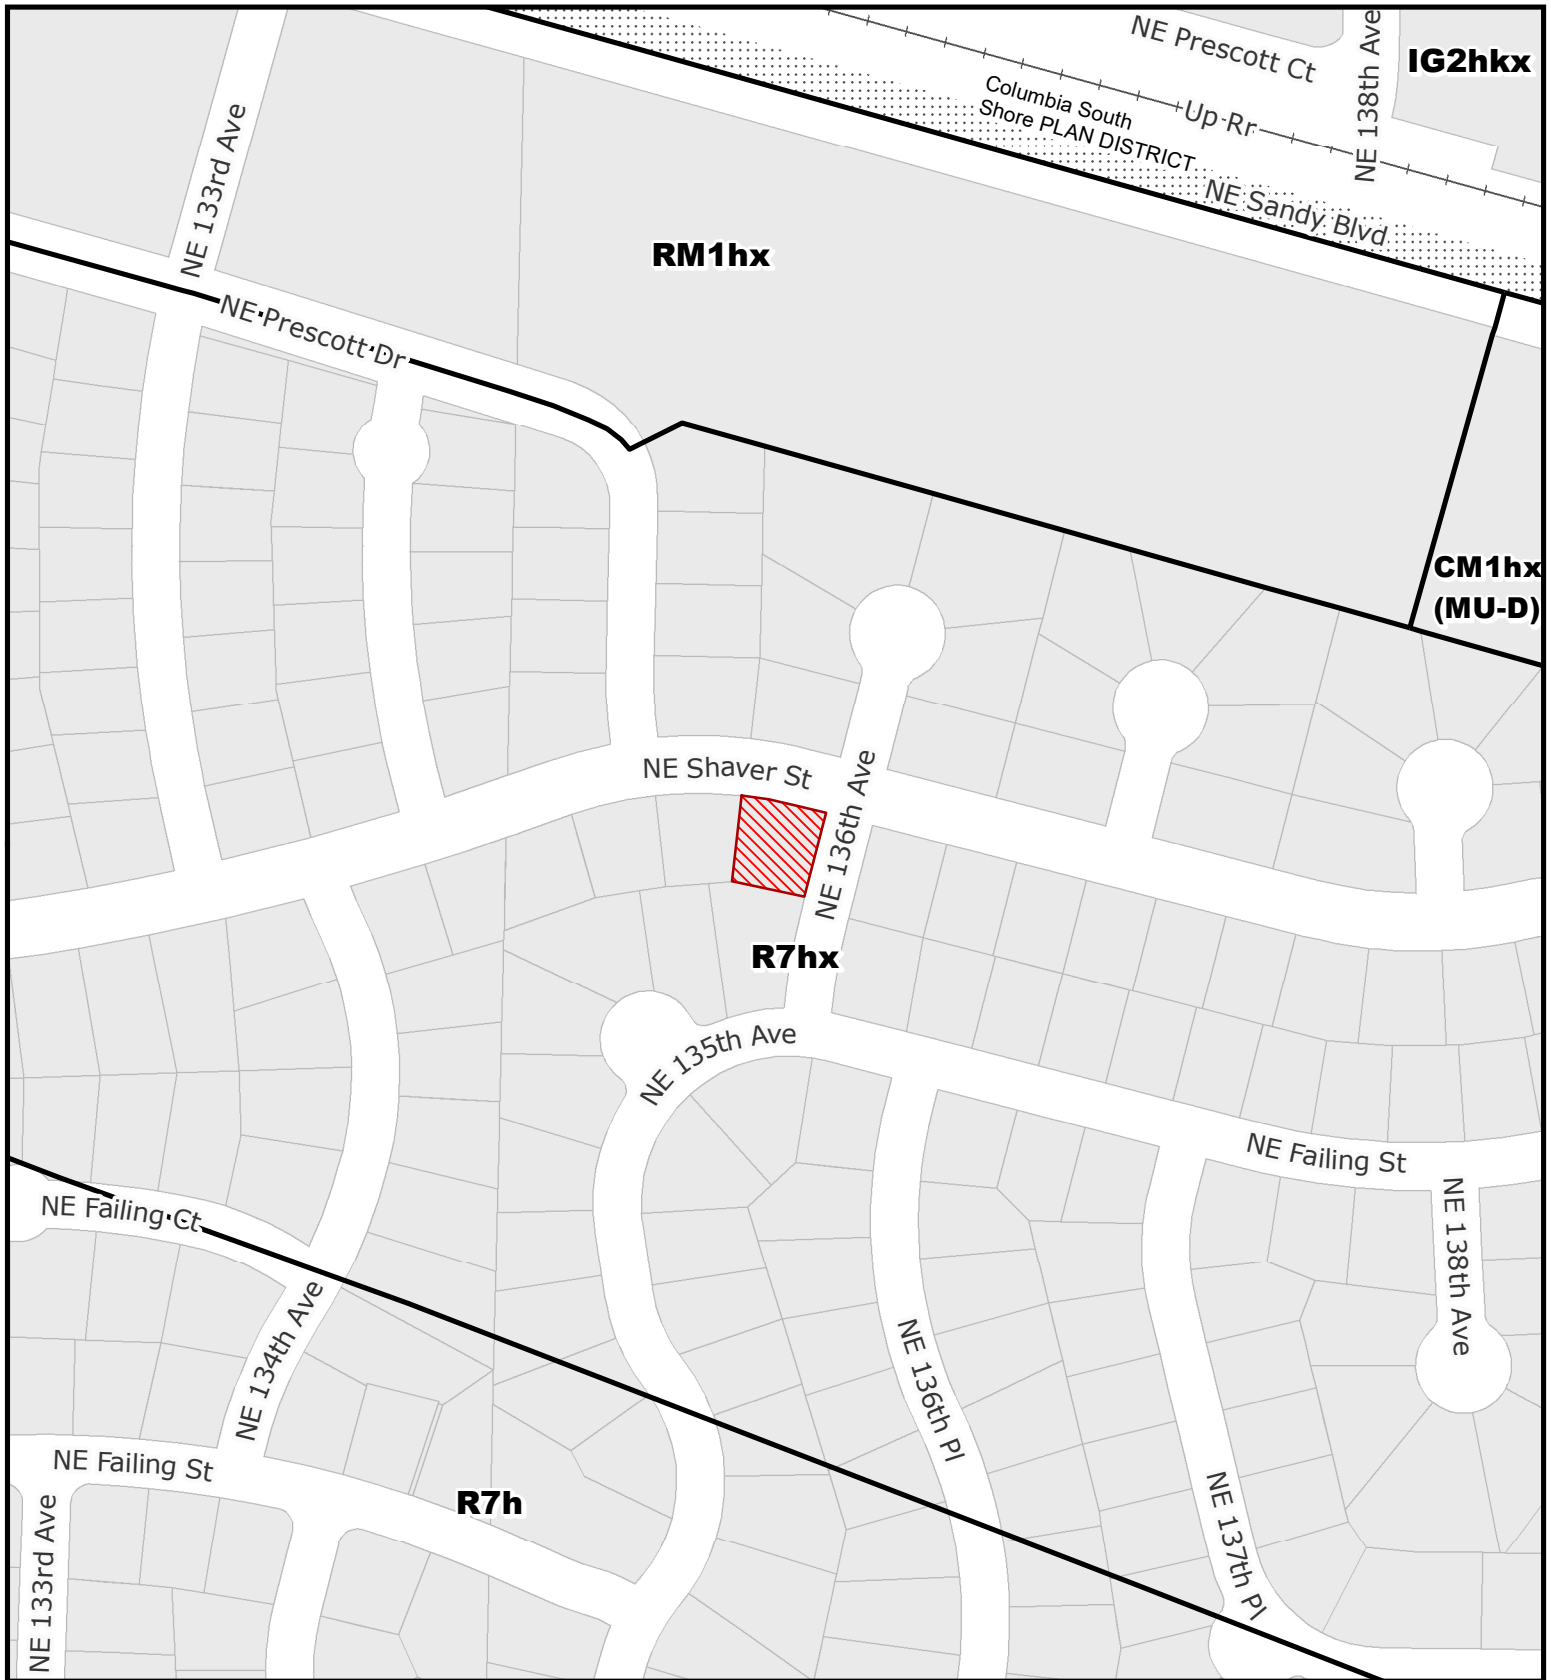 NE Prescott Ct
NE 138th Ave
IG2hkx
Columbia South
Shore PLAN DISTRICT
Up Rr
NE Sandy Blvd
NE 133rd Ave
RM1hx
NE Prescott Dr
CM1hx
(MU-D)
NE Shaver St
NE 136th Ave
R7hx
NE 135th Ave
NE Failing St
NE 138th Ave
NE Failing Ct
NE 134th Ave
NE 136th Pl
NE Failing St
R7h
NE 133rd Ave
NE 137th Pl